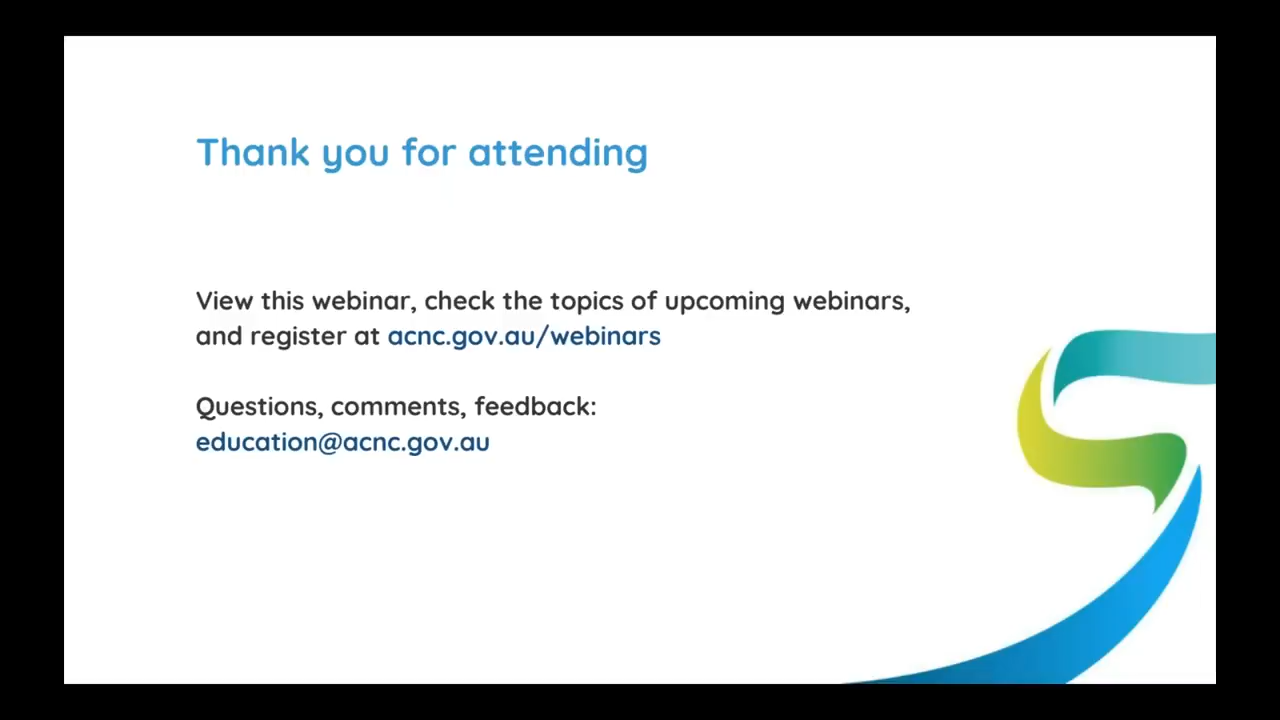 Thank you for attending
View this webinar, check the topics of upcoming webinars,
and register at acnc.gov.au/webinars
Questions, comments, feedback:
education@acnc.gov.au